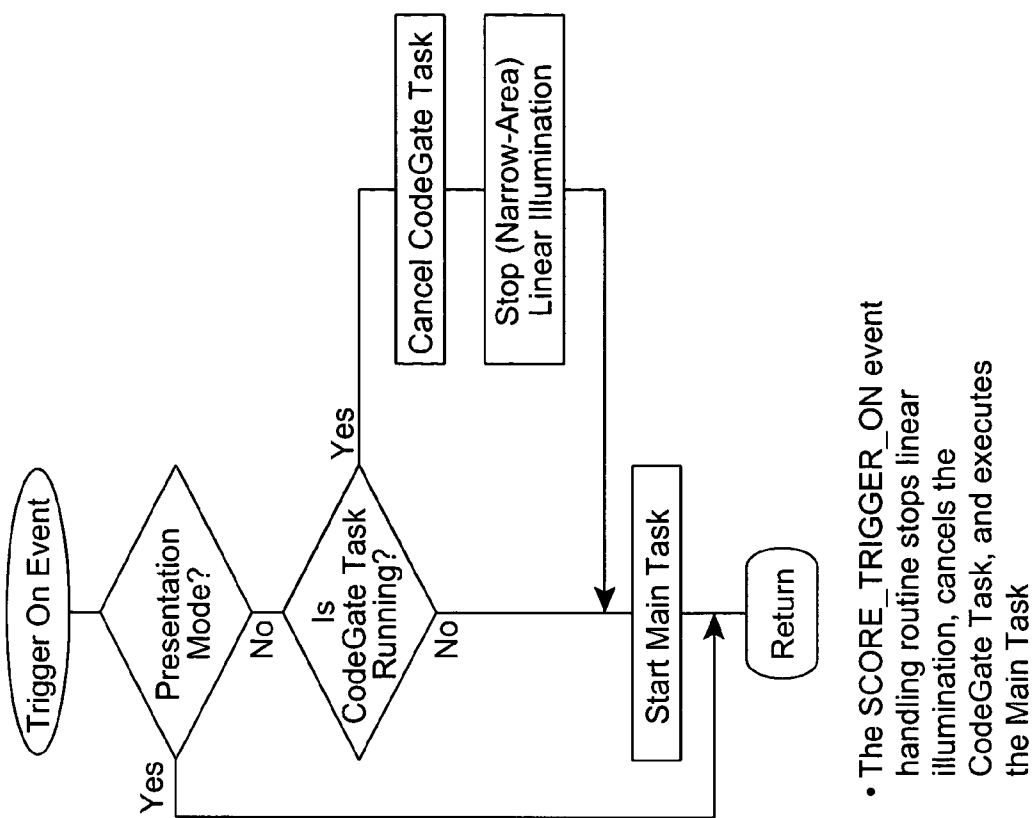 Trigger On Event
Presentation
Mode?
Yes
No
Is
CodeGate Task
Running?
Yes
No
Cancel CodeGate Task
Stop (Narrow-Area)
Linear Illumination
Start Main Task
Return
• The SCORE_TRIGGER_ON event
handling routine stops linear
illumination, cancels the
CodeGate Task, and executes
the Main Task